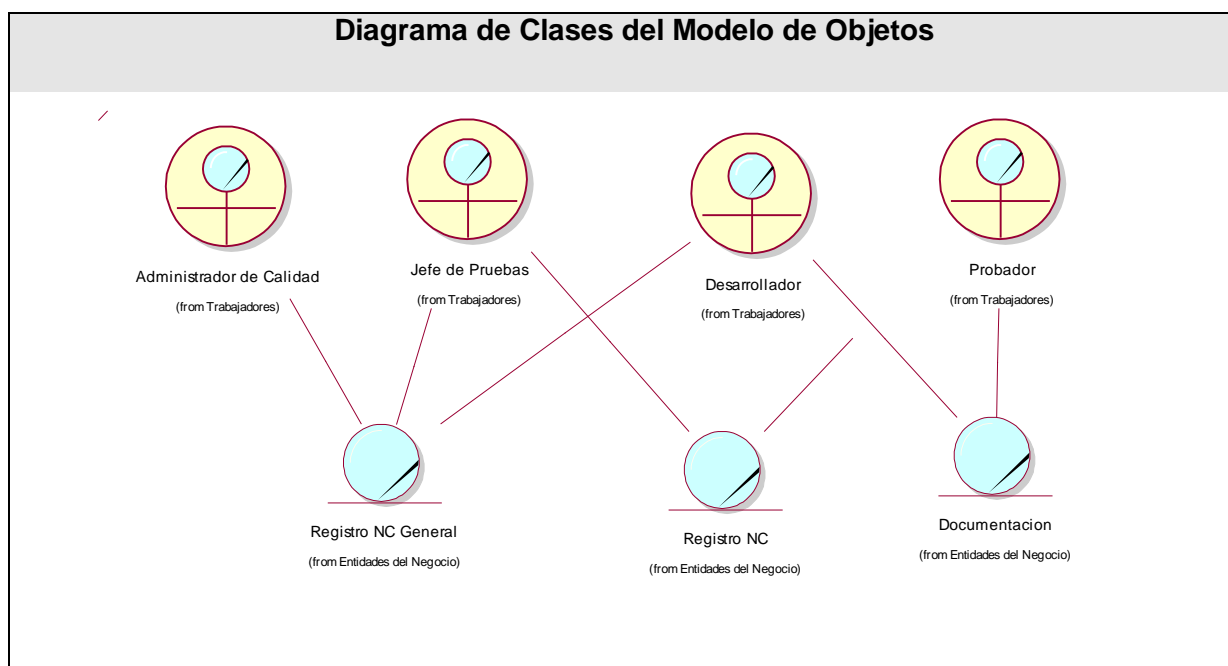 Diagrama de Clases del Modelo de Objetos
Administrador de Calidad
(from Trabajadores)
Jefe de Pruebas
(from Trabajadores)
Desarrollador
(from Trabajadores)
Probador
(from Trabajadores)
Registro NC General
(from Entidades del Negocio)
Registro NC
(from Entidades del Negocio)
Documentacion
(from Entidades del Negocio)